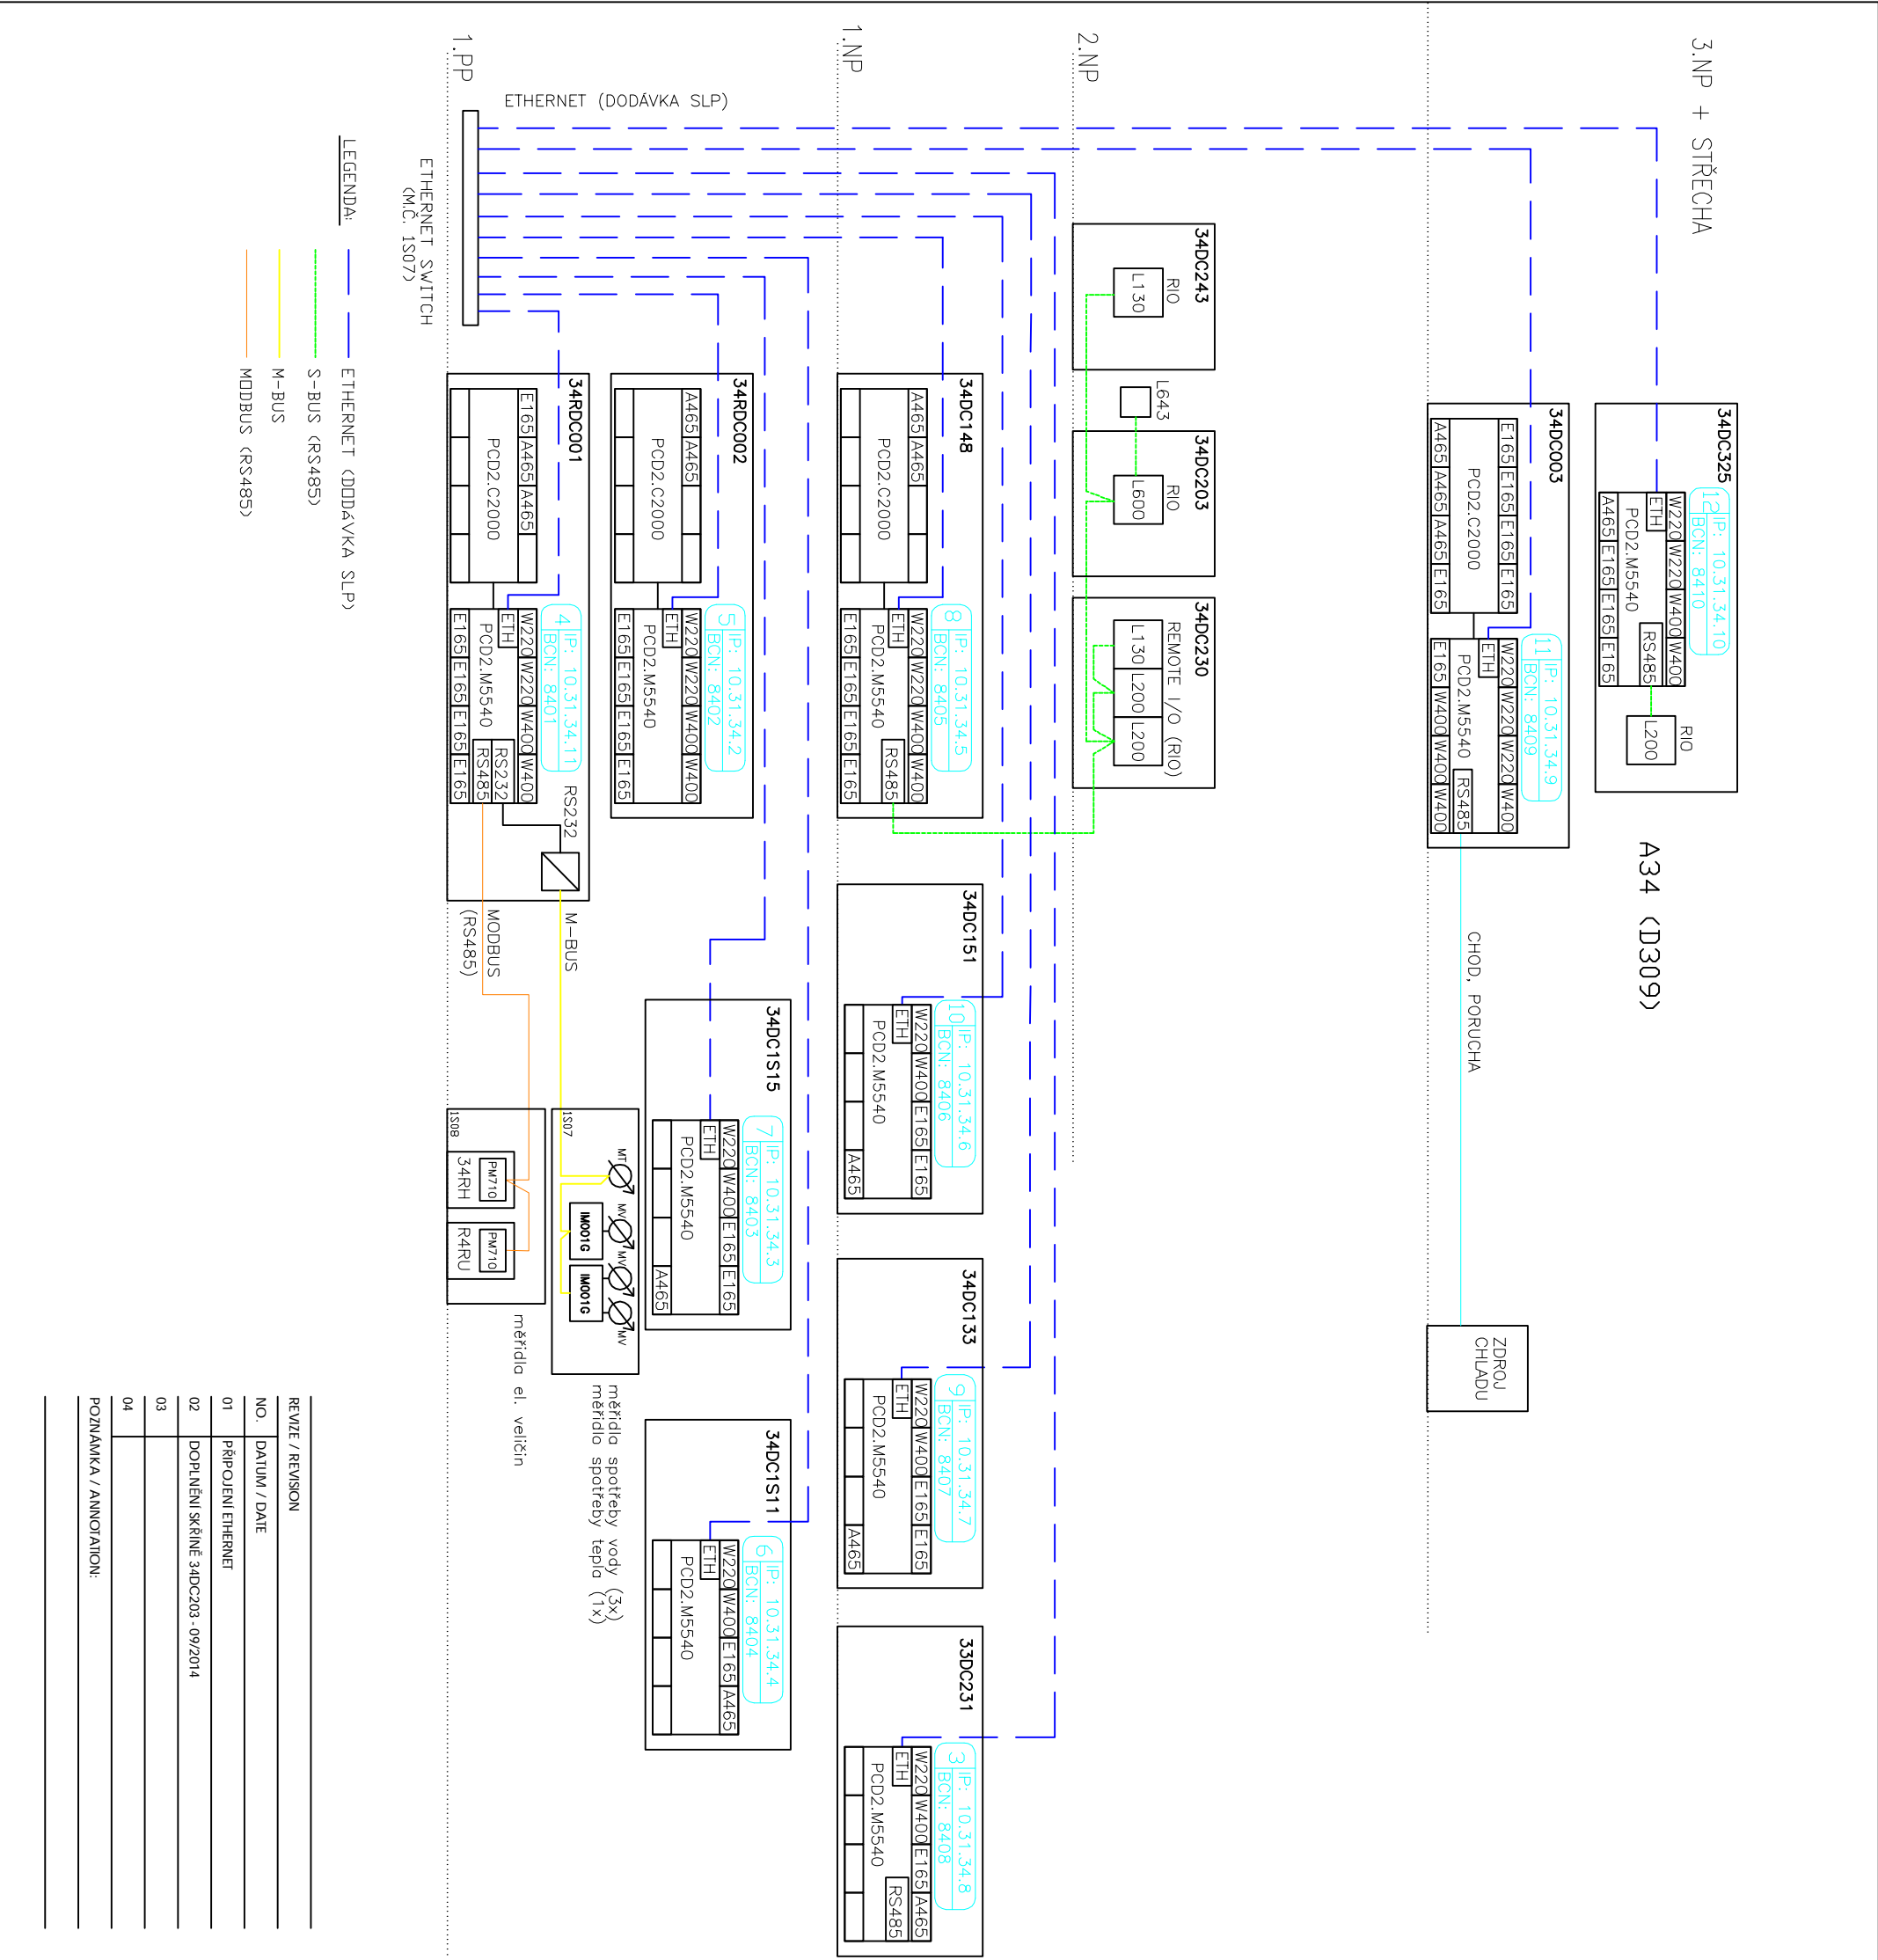 3.NP + STŘECHA
A34 (D309)
34DC325
12
IP: 10.31.34.10
BCN: 8410
W220 W220 W400 W400
ETH
PCD2.M5540
RS485
A465 E165 E165 E165
RIO
L200
34DC003
E165 E165 E165 E165
PCD2.C2000
A465 A465 A465 E165
11
IP: 10.31.34.9
BCN: 8409
W220 W220 W220 W400
ETH
PCD2.M5540
RS485
E165 W400 W400 W400
CHOD, PORUCHA
ZDROJ
CHLADU
2.NP
34DC243
RIO
L130
L643
34DC203
RIO
L600
34DC230
REMOTE I/O (RIO)
L130 L200 L200
1.NP
34DC148
A465 A465
PCD2.C2000
8
IP: 10.31.34.5
BCN: 8405
W220 W220 W400 W400
ETH
PCD2.M5540
RS485
E165 E165 E165 E165
34DC151
10
IP: 10.31.34.6
BCN: 8406
W220 W400 E165 E165
ETH
PCD2.M5540
A465
34DC133
9
IP: 10.31.34.7
BCN: 8407
W220 W400 E165 E165
ETH
PCD2.M5540
A465
33DC231
3
IP: 10.31.34.8
BCN: 8408
W220 W400 E165 A465
ETH
PCD2.M5540
RS485
ETHERNET (DODÁVKA SLP)
34RDC002
A465 A465
PCD2.C2000
5
IP: 10.31.34.2
BCN: 8402
W220 W220 W400 W400
ETH
PCD2.M5540
E165 E165 E165 E165
34DC1S15
7
IP: 10.31.34.3
BCN: 8403
W220 W400 E165 E165
ETH
PCD2.M5540
A465
34DC1S11
6
IP: 10.31.34.4
BCN: 8404
W220 W400 E165 A465
ETH
PCD2.M5540
1.PP
34RDC001
E165 A465 A465
PCD2.C2000
4
IP: 10.31.34.11
BCN: 8401
W220 W220 W400 W400
ETH
PCD2.M5540
RS232
RS485
E165 E165 E165 E165
RS232
M-BUS
MODBUS
(RS485)
1S07
MT
MV
MV
MV
IM001G
IM001G
měřidla spotřeby vody (3x)
měřidla spotřeby tepla (1x)
1S08
PM710
34RH
PM710
R4RU
měřidla el. veličin
ETHERNET SWITCH
(M.Č. 1S07)
LEGENDA:
ETHERNET (DODÁVKA SLP)
S-BUS (RS485)
M-BUS
MODBUS (RS485)
REVIZE / REVISION
NO. DATUM / DATE
01 PŘIPOJENÍ ETHERNET
02 DOPLNĚNÍ SKŘÍNĚ 34DC203 - 09/2014
03
04
POZNÁMKA / ANNOTATION: